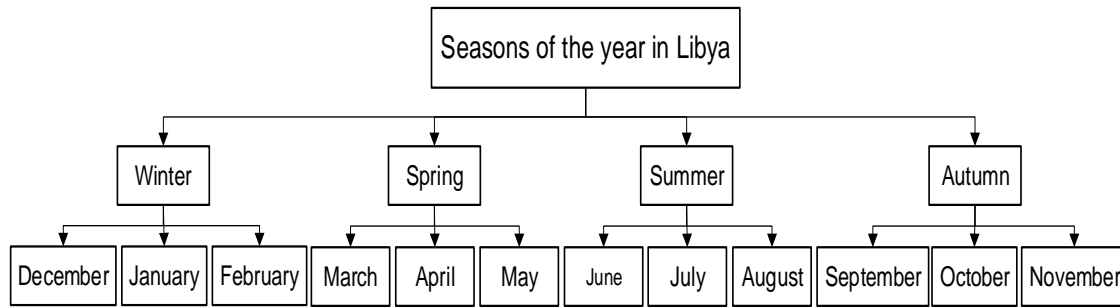 Seasons of the year in Libya
Winter
Spring
Summer
Autumn
December
January
February
March
April
May
June
July
August
September
October
November